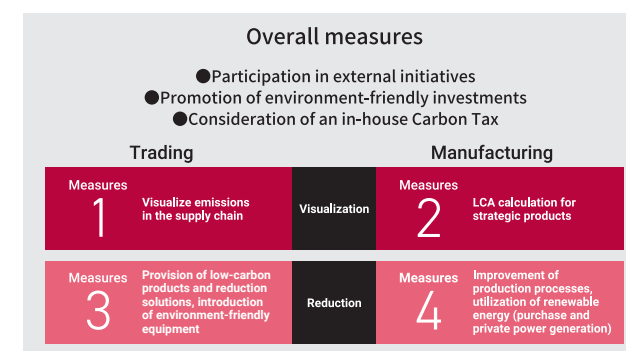 Overall measures
●Participation in external initiatives
●Promotion of environment-friendly investments
●Consideration of an in-house Carbon Tax
Trading
Manufacturing
Measures
1
Visualize emissions
in the supply chain
Visualization
Measures
2
LCA calculation for
strategic products
Measures
3
Provision of low-carbon
products and reduction
solutions, introduction
of environment-friendly
equipment
Reduction
Measures
4
Improvement of
production processes,
utilization of renewable
energy (purchase and
private power generation)